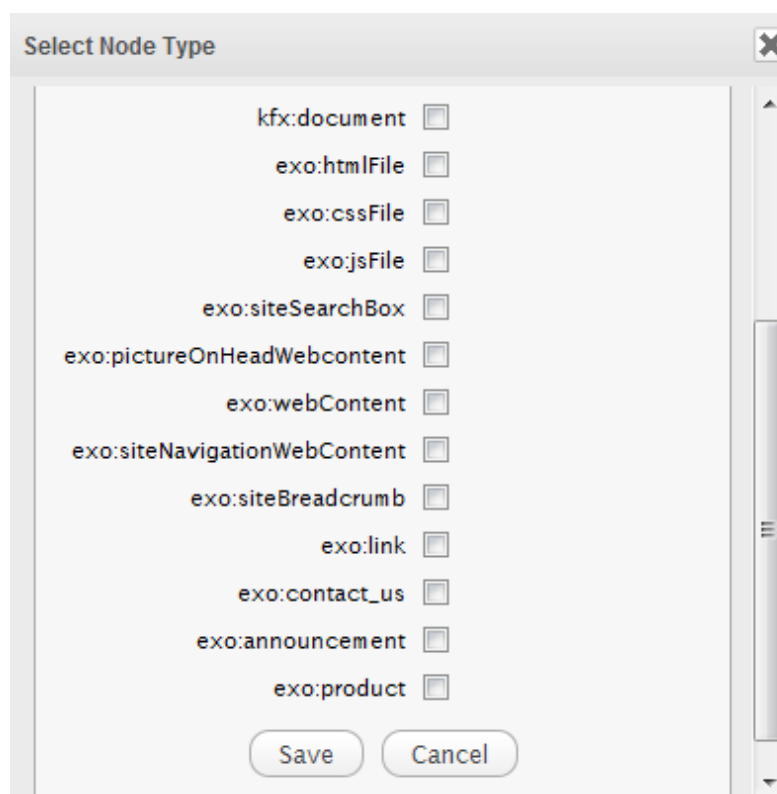 Select Node Type
kfx:document
exo:htmlFile
exo:cssFile
exo:jsFile
exo:siteSearchBox
exo:pictureOnHeadWebcontent
exo:webContent
exo:siteNavigationWebContent
exo:siteBreadcrumb
exo:link
exo:contact_us
exo:announcement
exo:product
Save Cancel